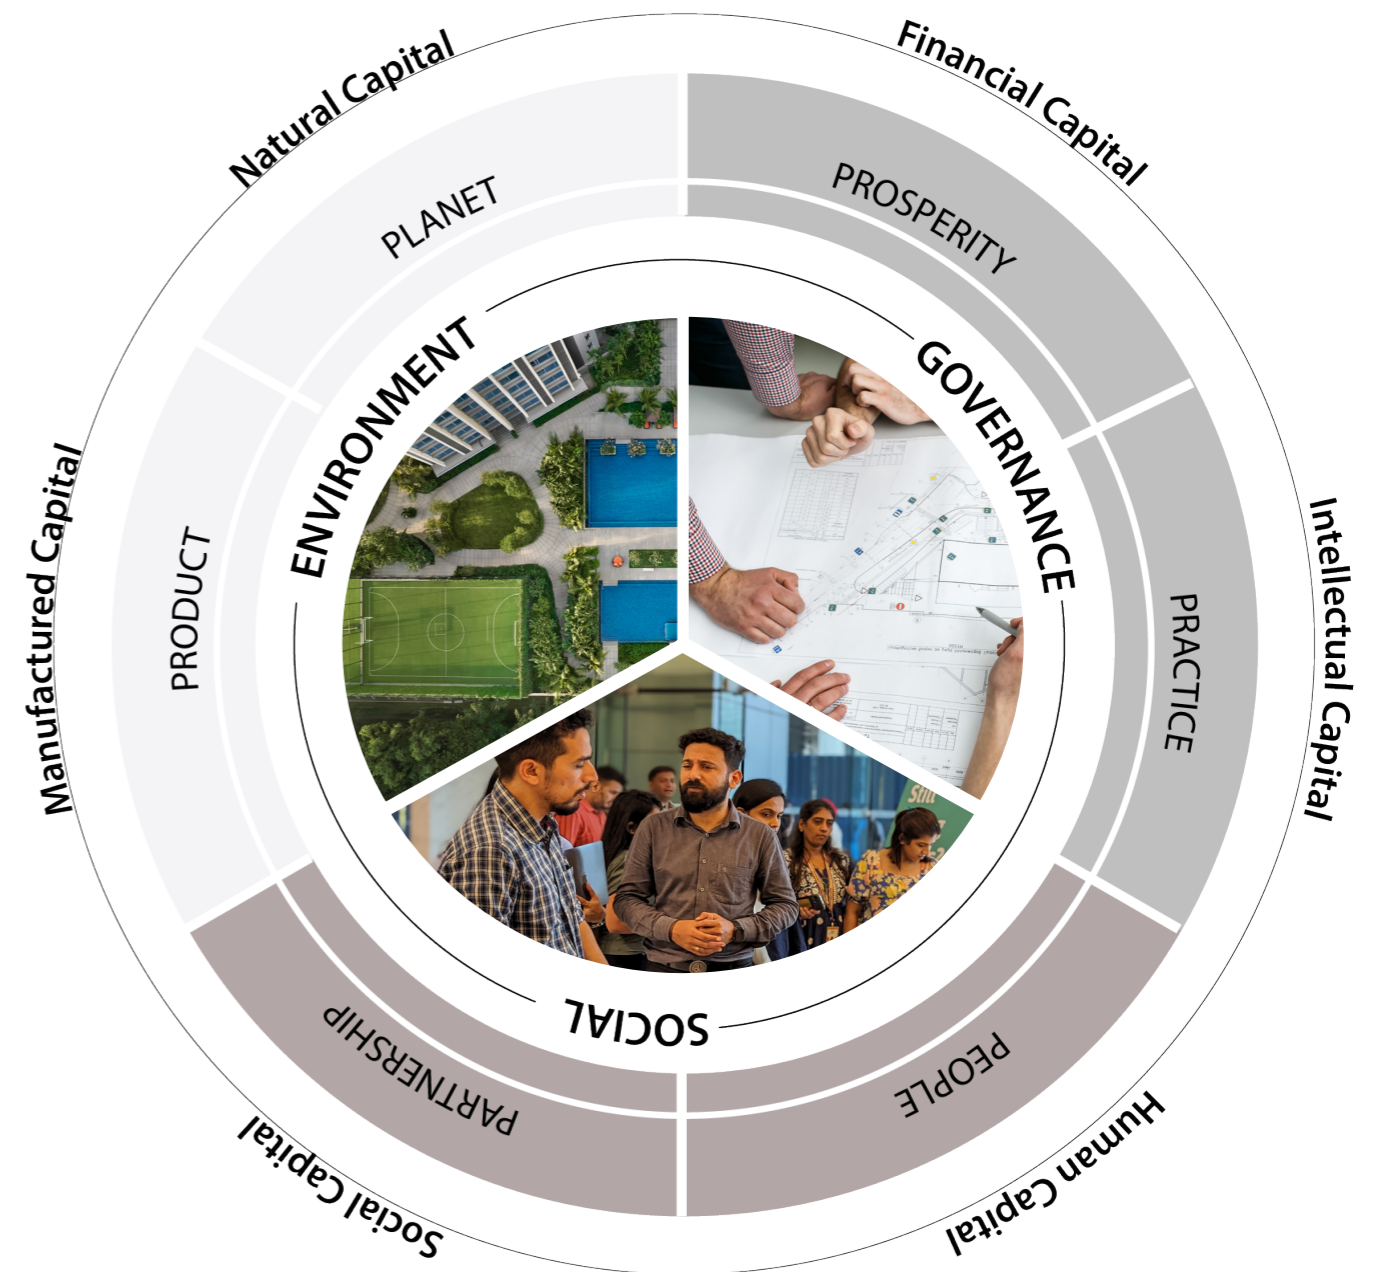 Natural Capital
Financial Capital
PLANET
PROSPERITY
ENVIRONMENT
GOVERNANCE
Manufactured Capital
PRODUCT
PRACTICE
Intellectual Capital
Still
SOCIAL
PARTNERSHIP
PEOPLE
Social Capital
Human Capital